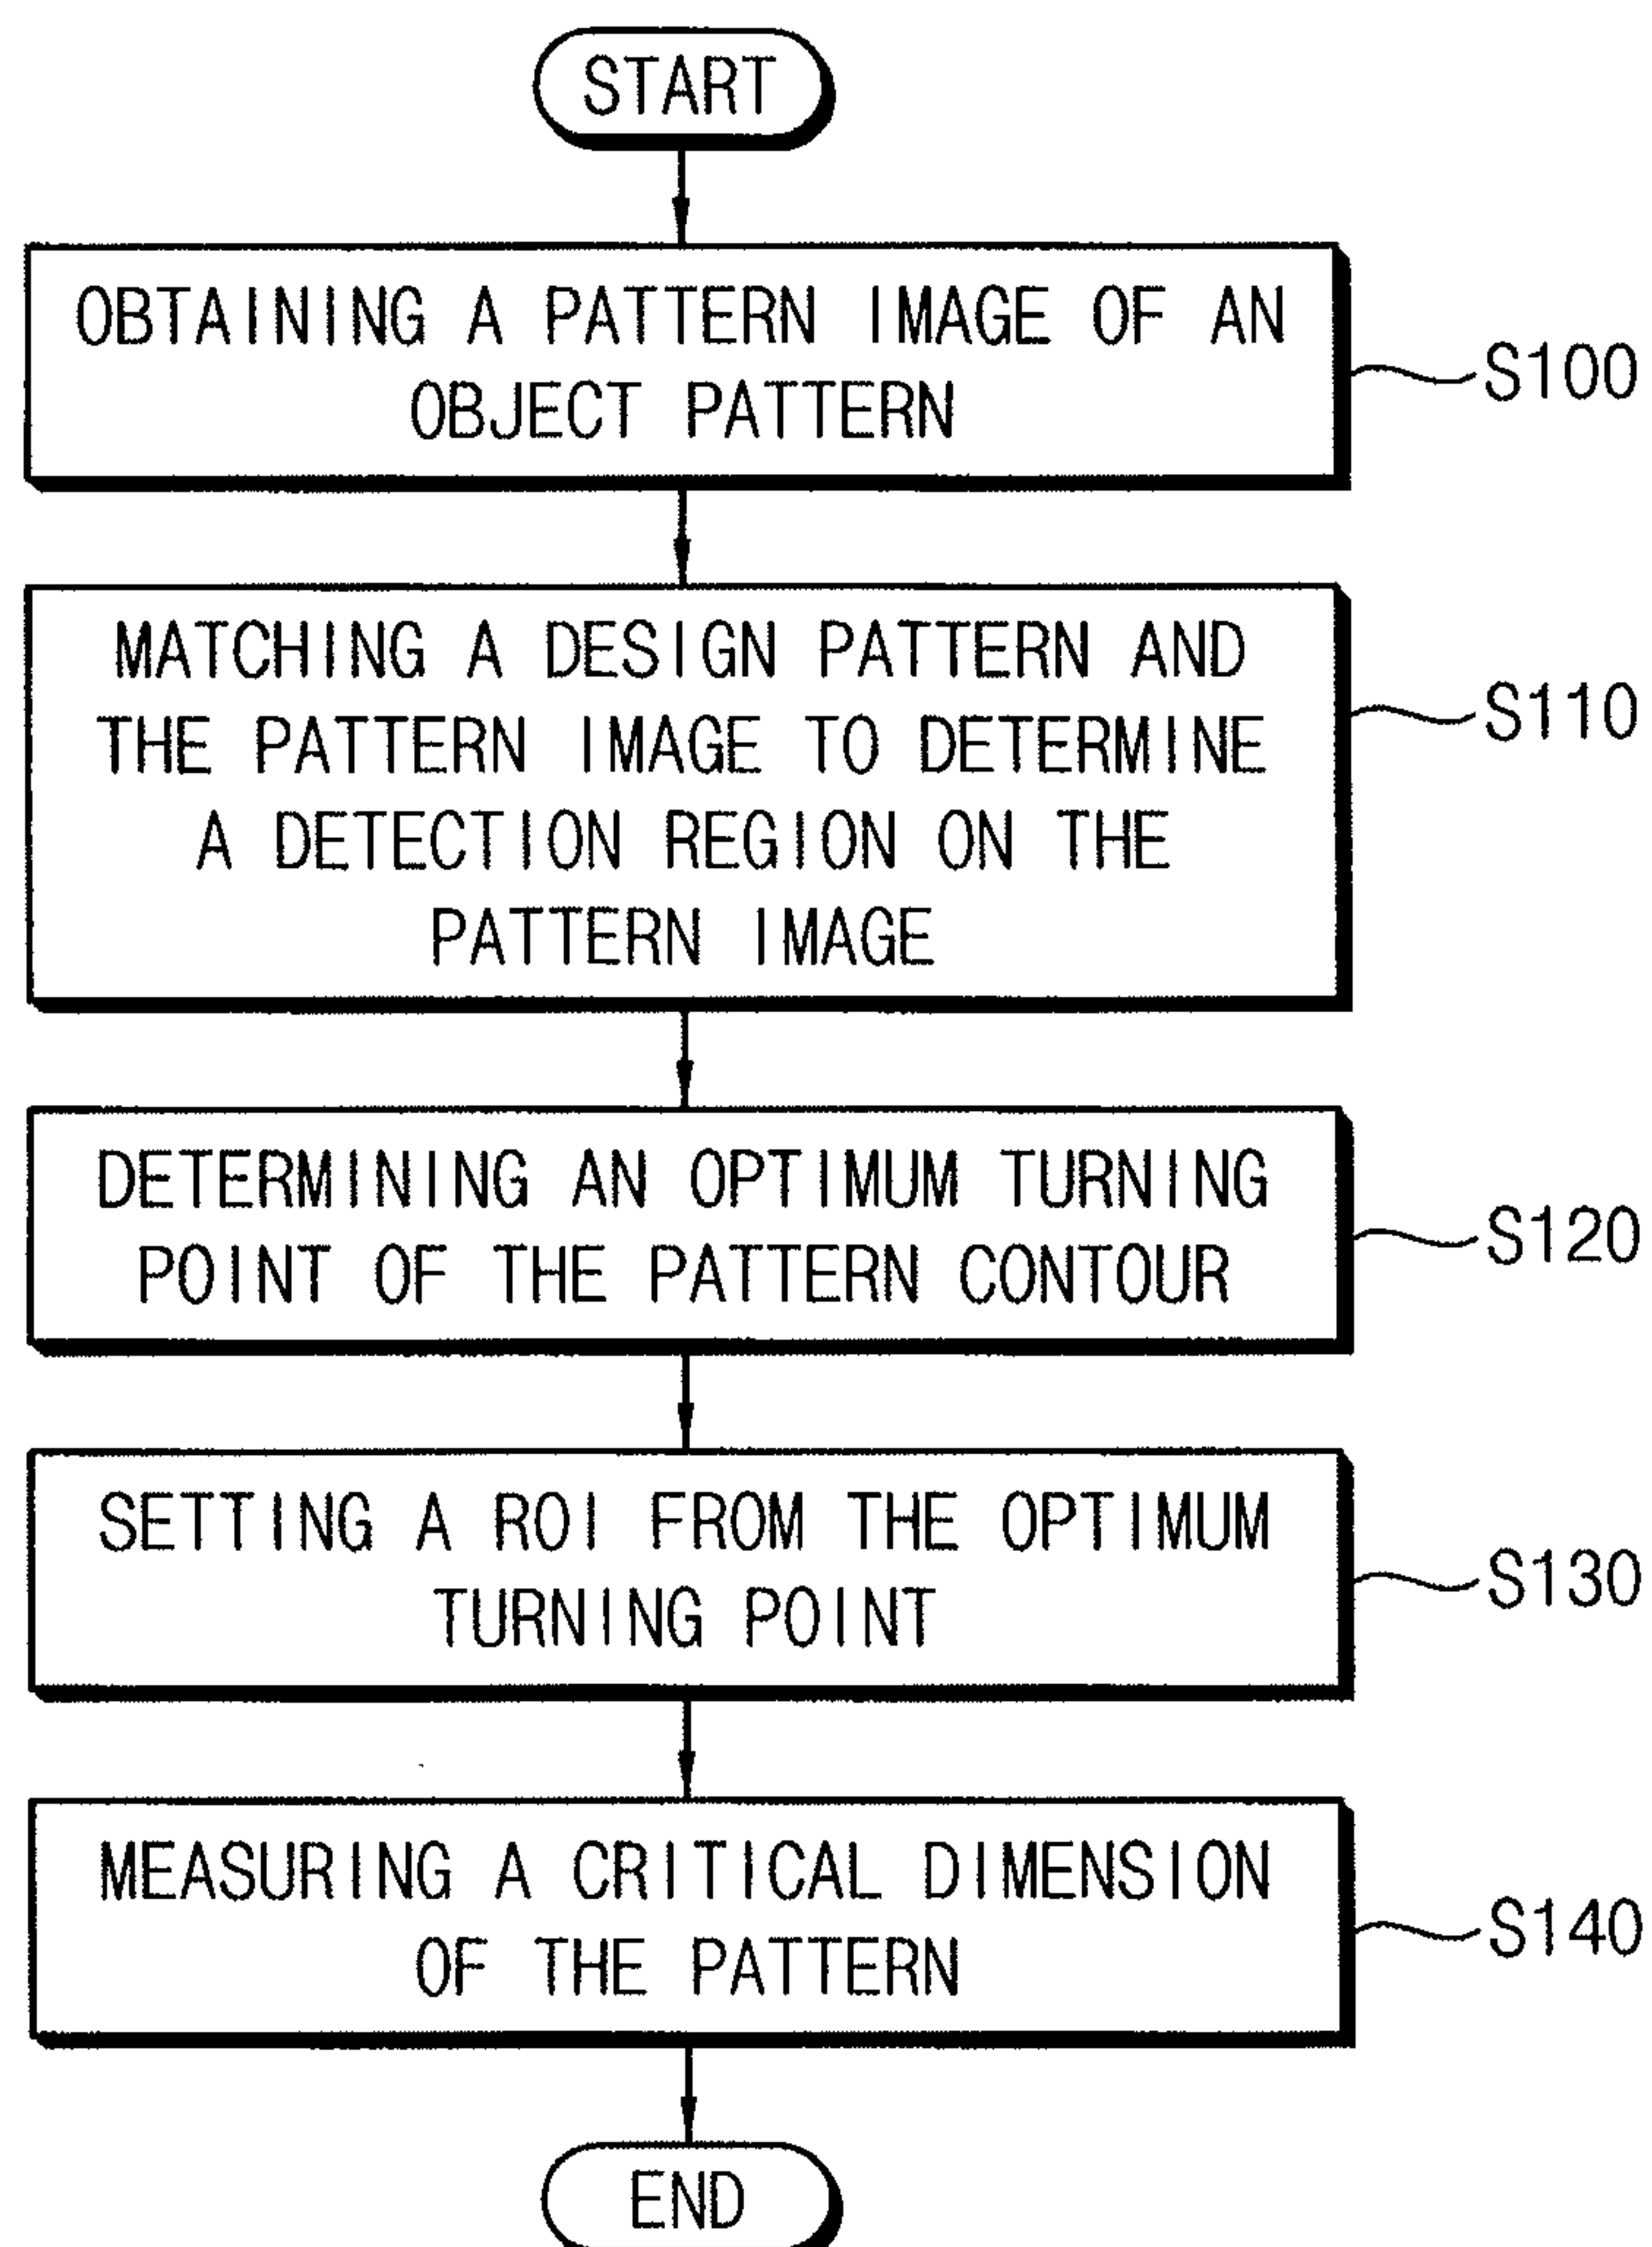 START
OBTAINING A PATTERN IMAGE OF AN
OBJECT PATTERN
S100
MATCHING A DESIGN PATTERN AND
THE PATTERN IMAGE TO DETERMINE
A DETECTION REGION ON THE
PATTERN IMAGE
S110
DETERMINING AN OPTIMUM TURNING
POINT OF THE PATTERN CONTOUR
S120
SETTING A ROI FROM THE OPTIMUM
TURNING POINT
S130
MEASURING A CRITICAL DIMENSION
OF THE PATTERN
S140
END